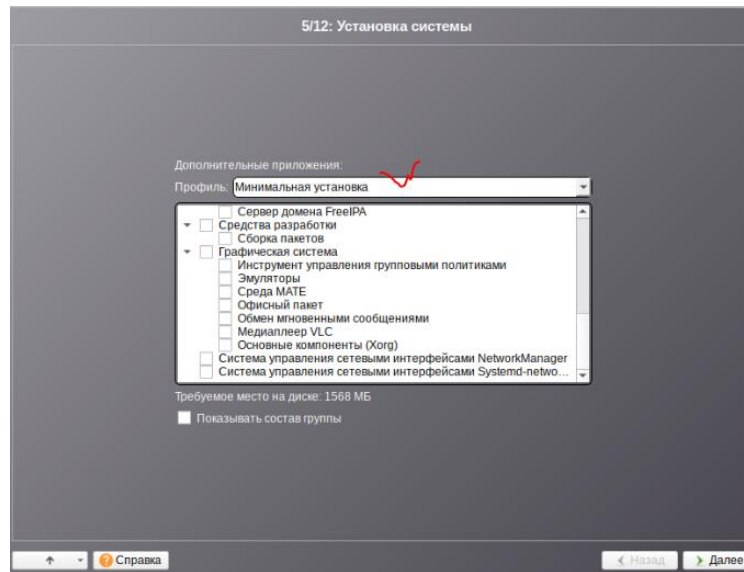 5/12: Установка системы
Дополнительные приложения:
Профиль: Минимальная установка
Сервер домена FreeIPA
Средства разработки
Сборка пакетов
Графическая система
Инструмент управления групповыми политиками
Эмуляторы
Среда MATE
Офисный пакет
Обмен мгновенными сообщениями
Медиаплеер VLC
Основные компоненты (Xorg)
Система управления сетевыми интерфейсами NetworkManager
Система управления сетевыми интерфейсами Systemd-netwo...
Требуемое место на диске: 1568 МБ
Показывать состав группы
Справка
Назад
Далее